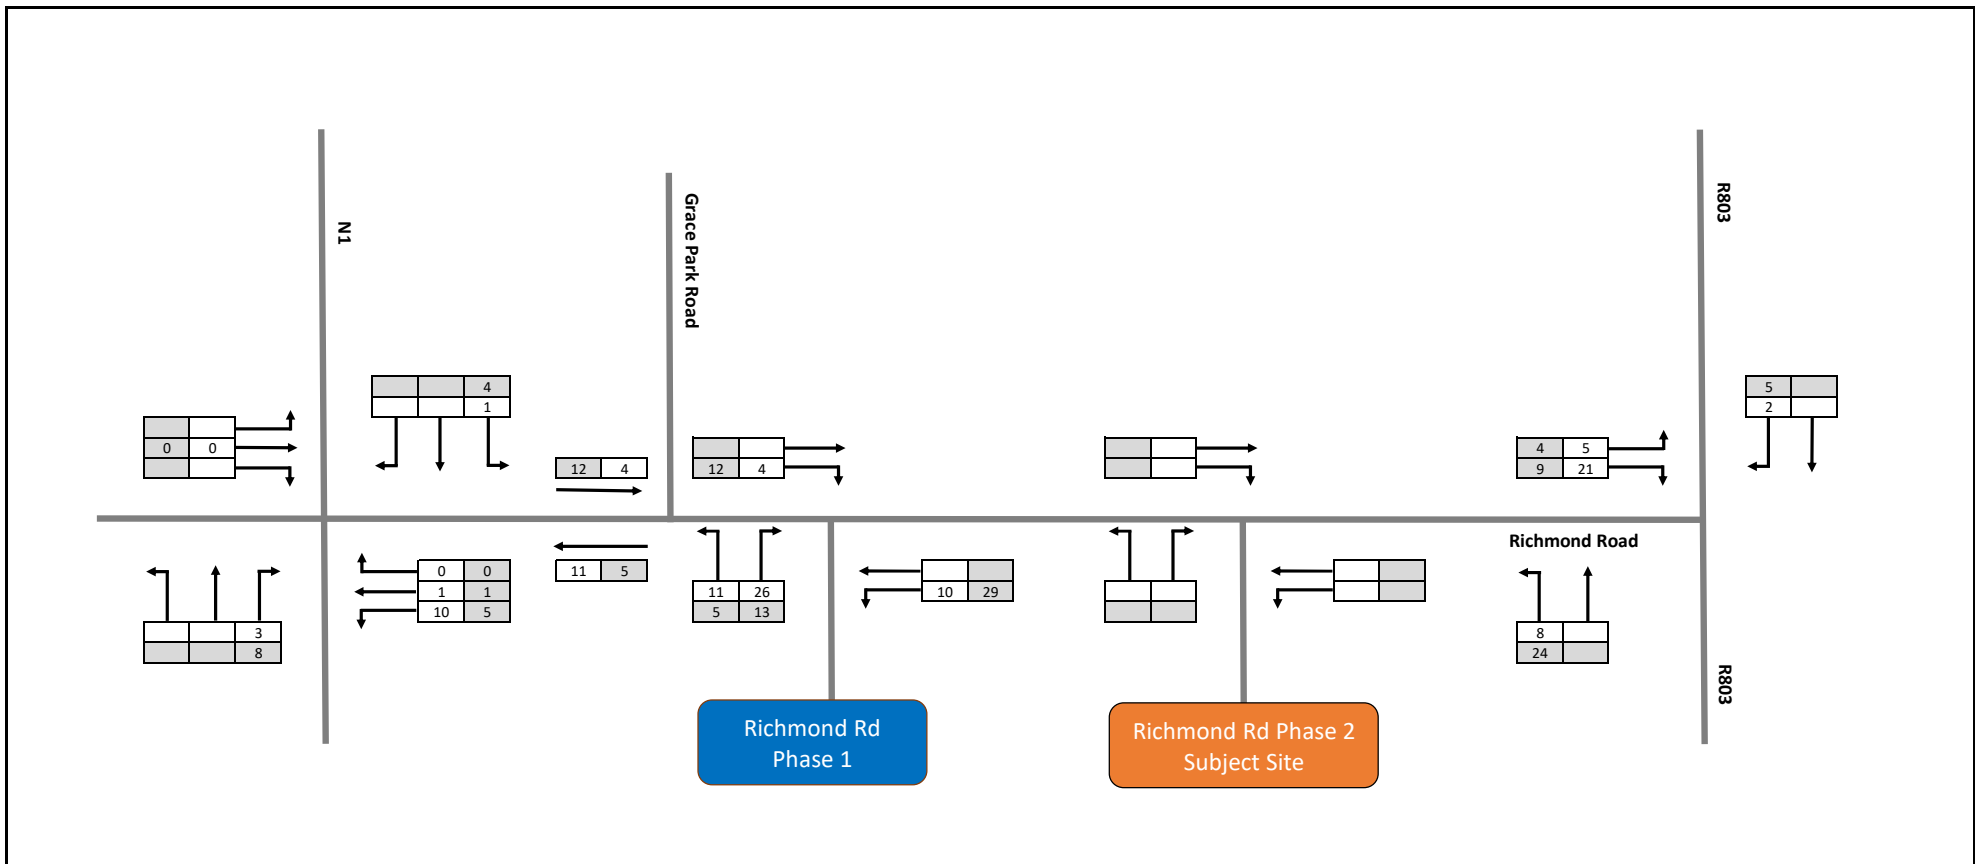 R803
Grace Park Road
N1
4
1
5
2
0 0
12 4
12 4
4 5
9 21
Richmond Road
11 5
0 0
1 1
10 5
11 26
5 13
10 29
3
8
8
24
R803
Richmond Rd
Phase 1
Richmond Rd Phase 2
Subject Site